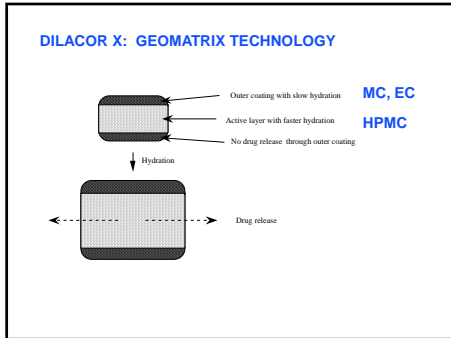 DILACOR X: GEOMATRIX TECHNOLOGY
Outer coating with slow hydration MC, EC
Active layer with faster hydration HPMC
No drug release through outer coating
Hydration
Drug release